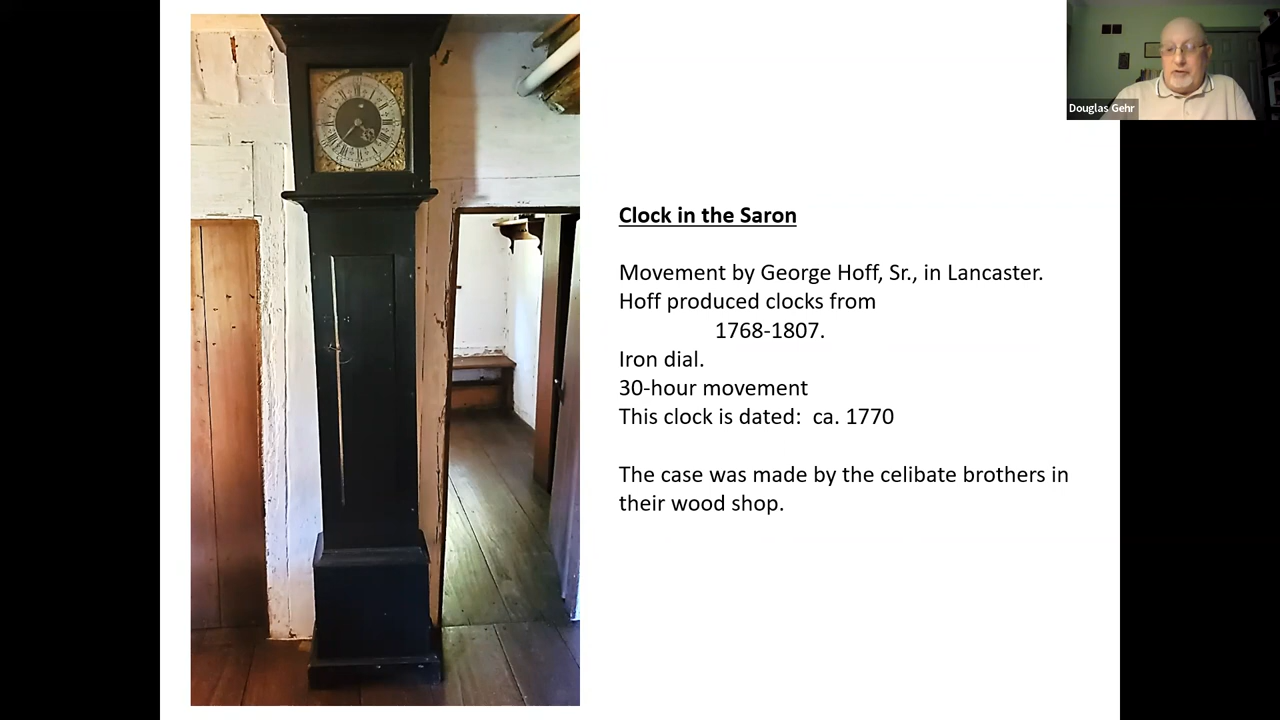 Douglas Gehr
Clock in the Saron
Movement by George Hoff, Sr., in Lancaster.
Hoff produced clocks from
1768-1807.
Iron dial.
30-hour movement
This clock is dated:  ca. 1770
The case was made by the celibate brothers in
their wood shop.